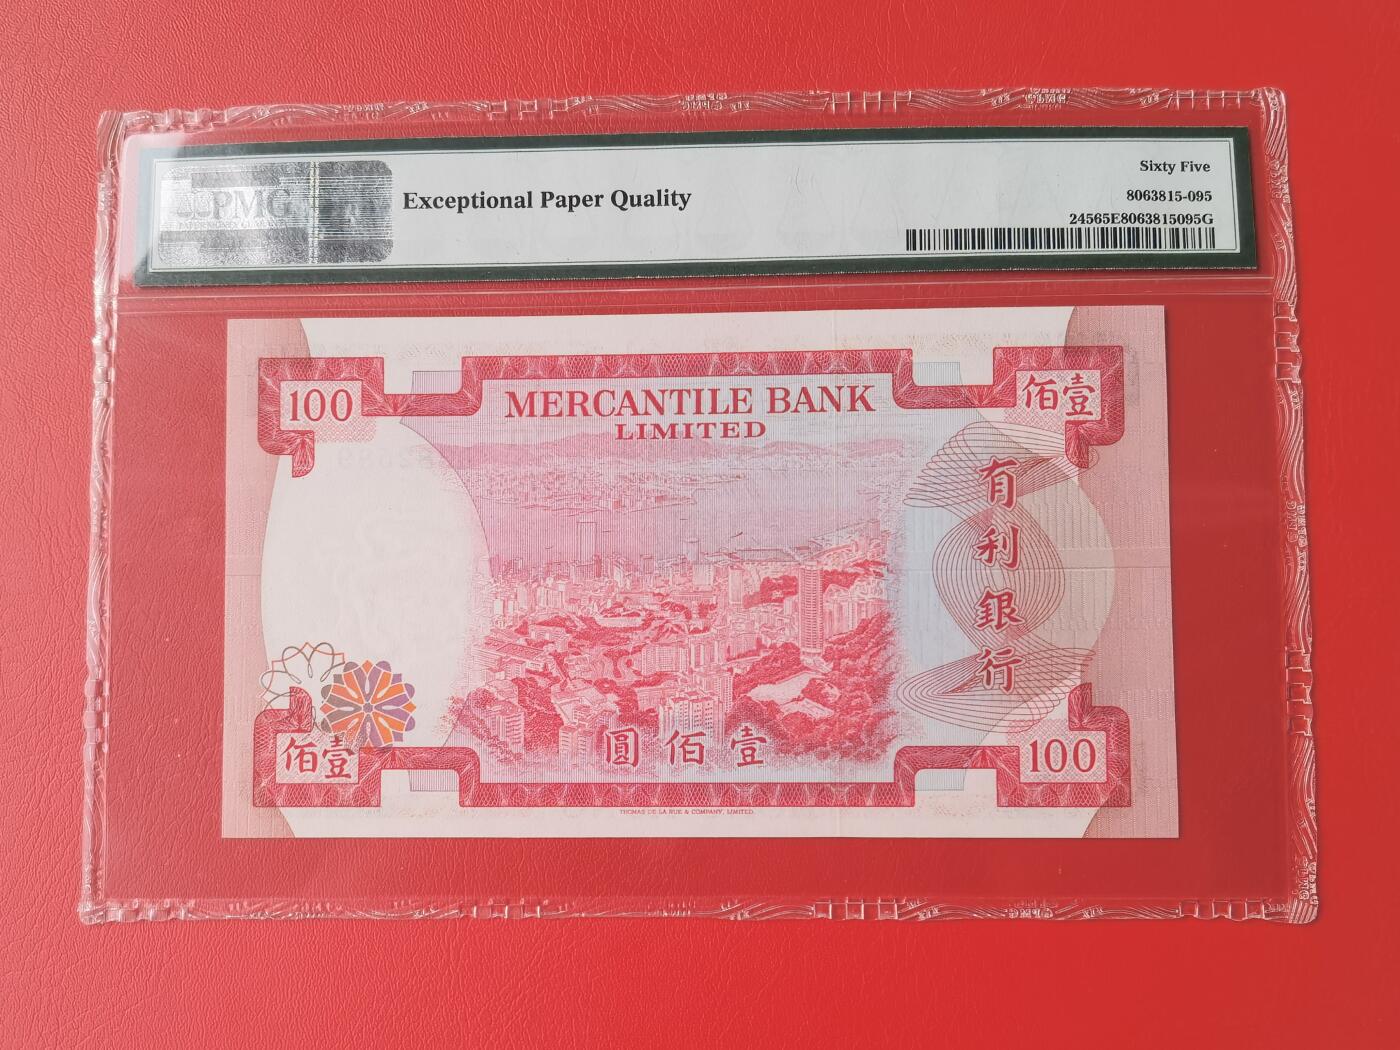 PMG
Exceptional Paper Quality
Sixty Five
8063815-095
24565E8063815095G
100
MERCANTILE BANK
LIMITED
佰壹
有利銀行
佰壹
圓佰壹
100
THOMAS DE LA RUE & COMPANY, LIMITED.